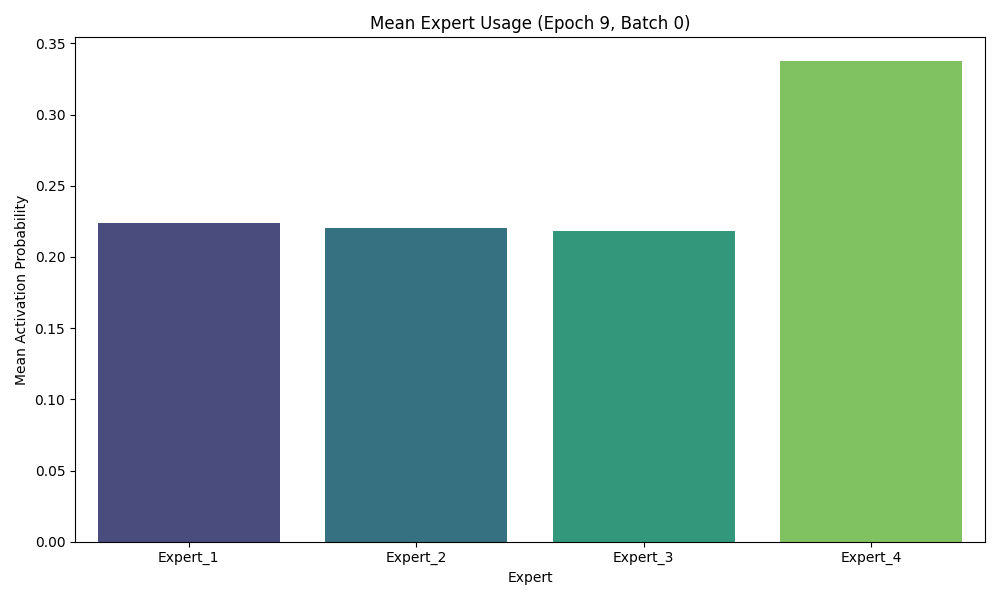 Mean Expert Usage (Epoch 9, Batch 0)
Mean Activation Probability
0.35
0.30
0.25
0.20
0.15
0.10
0.05
0.00
Expert_1 Expert_2 Expert_3 Expert_4
Expert